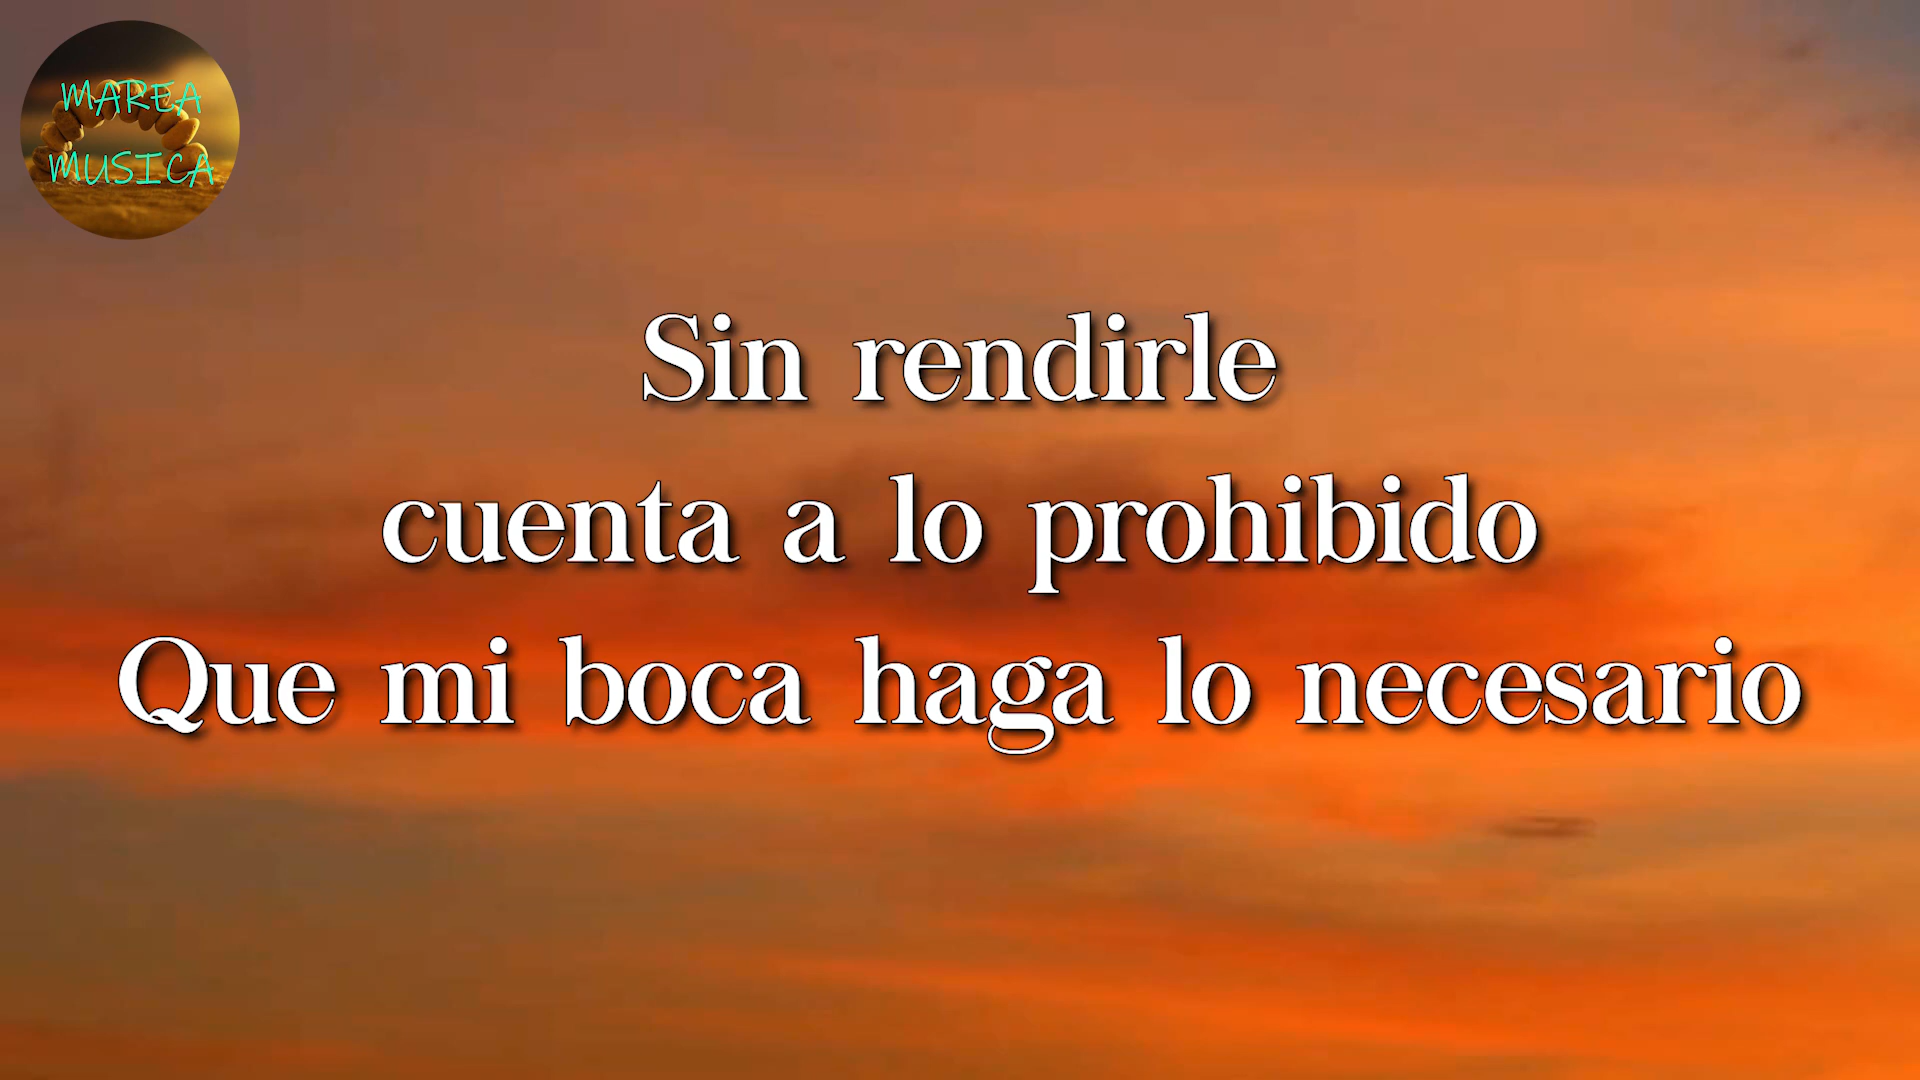 MAREA
MUSICA
Sin rendirle
cuenta a lo prohibido
Que mi boca haga lo necesario